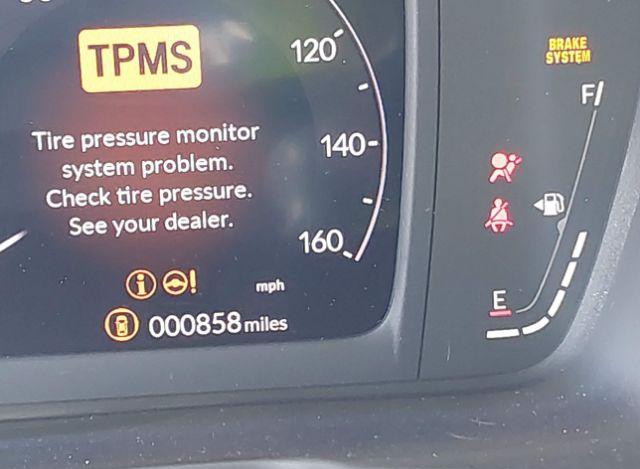 TPMS
Tire pressure monitor
system problem.
Check tire pressure.
See your dealer.
120
140
160
mph
000858 miles
BRAKE
SYSTEM
F
E